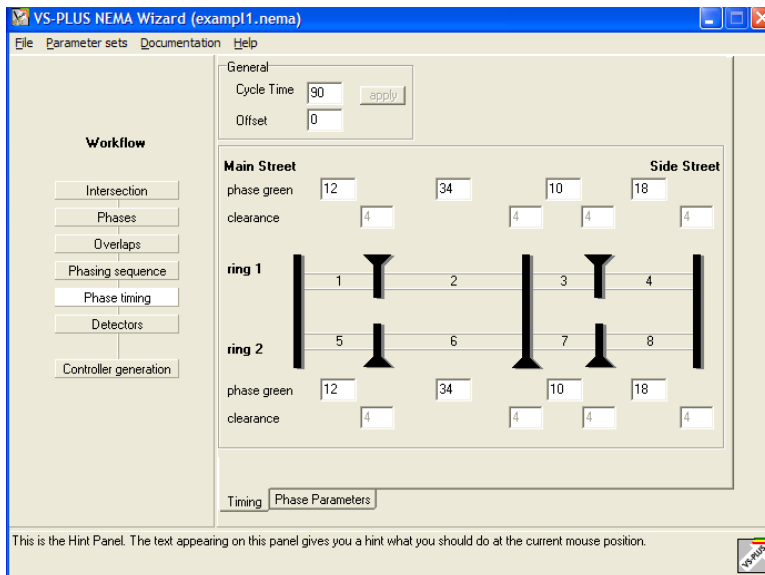 VS-PLUS NEMA Wizard (exampl1.nema)
File Parameter sets Documentation Help
General
Cycle Time 90 apply
Offset 0
Workflow
Intersection
Phases
Overlaps
Phasing sequence
Phase timing
Detectors
Controller generation
Main Street Side Street
phase green 12 34 10 18
clearance 4 4 4 4
ring 1 1 2 3 4
ring 2 5 6 7 8
phase green 12 34 10 18
clearance 4 4 4 4
Timing Phase Parameters
This is the Hint Panel. The text appearing on this panel gives you a hint what you should do at the current mouse position.
VS-PLUS